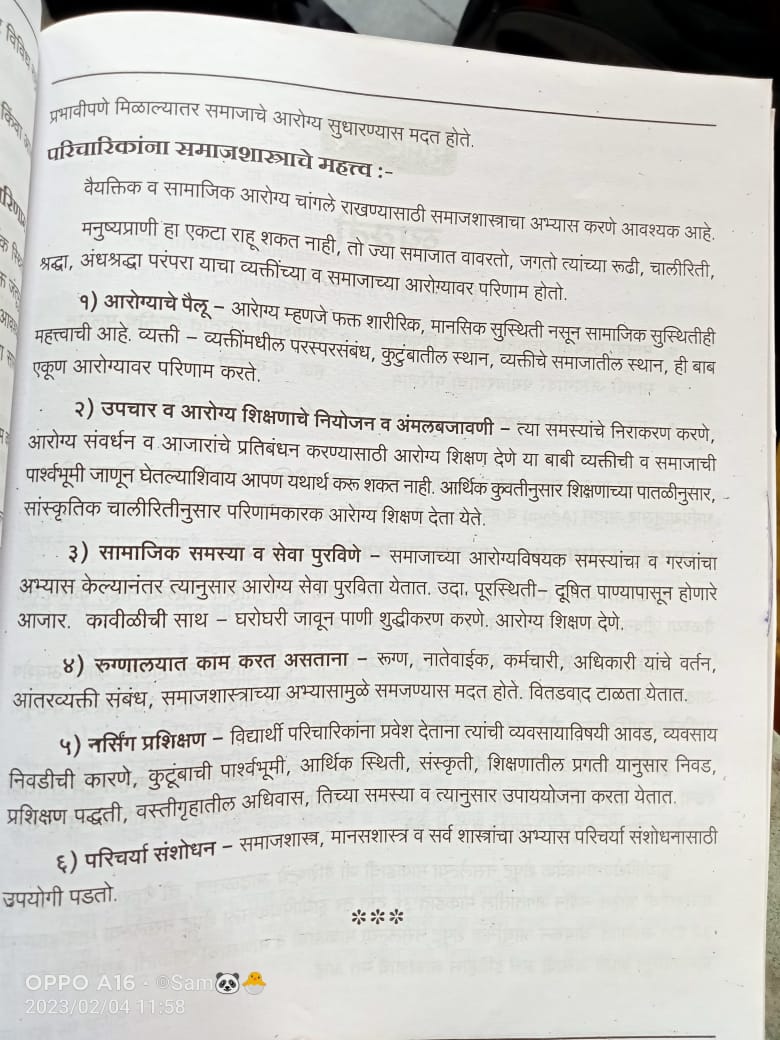 प्रभावीपणे मिळाल्यातर समाजाचे आरोग्य सुधारण्यास मदत होते.
परिचारिकांना समाजशास्त्राचे महत्त्व :-
वैयक्तिक व सामाजिक आरोग्य चांगले राखण्यासाठी समाजशास्त्राचा अभ्यास करणे आवश्यक आहे.
मनुष्यप्राणी हा एकटा राहू शकत नाही, तो ज्या समाजात वावरतो, जगतो त्यांच्या रूढी, चालीरिती,
श्रद्धा, अंधश्रद्धा परंपरा याचा व्यक्तींच्या व समाजाच्या आरोग्यावर परिणाम होतो.
१) आरोग्याचे पैलू – आरोग्य म्हणजे फक्त शारीरिक, मानसिक सुस्थिती नसून सामाजिक सुस्थितीही
महत्त्वाची आहे. व्यक्ती – व्यक्तींमधील परस्परसंबंध, कुटुंबातील स्थान, व्यक्तीचे समाजातील स्थान, ही बाब
एकूण आरोग्यावर परिणाम करते.
२) उपचार व आरोग्य शिक्षणाचे नियोजन व अंमलबजावणी – त्या समस्यांचे निराकरण करणे,
आरोग्य संवर्धन व आजारांचे प्रतिबंधन करण्यासाठी आरोग्य शिक्षण देणे या बाबी व्यक्तीची व समाजाची
पार्श्वभूमी जाणून घेतल्याशिवाय आपण यथार्थ करू शकत नाही. आर्थिक कुवतीनुसार शिक्षणाच्या पातळीनुसार,
सांस्कृतिक चालीरितीनुसार परिणामकारक आरोग्य शिक्षण देता येते.
३) सामाजिक समस्या व सेवा पुरविणे – समाजाच्या आरोग्यविषयक समस्यांचा व गरजांचा
अभ्यास केल्यानंतर त्यानुसार आरोग्य सेवा पुरविता येतात. उदा, पूरस्थिती– दूषित पाण्यापासून होणारे
आजार. कावीळीची साथ – घरोघरी जावून पाणी शुद्धीकरण करणे. आरोग्य शिक्षण देणे.
४) रुग्णालयात काम करत असताना – रूग्ण, नातेवाईक, कर्मचारी, अधिकारी यांचे वर्तन,
आंतरव्यक्ती संबंध, समाजशास्त्राच्या अभ्यासामुळे समजण्यास मदत होते. वितडवाद टाळता येतात.
५) नर्सिंग प्रशिक्षण – विद्यार्थी परिचारिकांना प्रवेश देताना त्यांची व्यवसायाविषयी आवड, व्यवसाय
निवडीची कारणे, कुटूंबाची पार्श्वभूमी, आर्थिक स्थिती, संस्कृती, शिक्षणातील प्रगती यानुसार निवड,
प्रशिक्षण पद्धती, वस्तीगृहातील अधिवास, तिच्या समस्या व त्यानुसार उपाययोजना करता येतात.
६) परिचर्या संशोधन – समाजशास्त्र, मानसशास्त्र व सर्व शास्त्रांचा अभ्यास परिचर्या संशोधनासाठी
उपयोगी पडतो.
***
OPPO A16 · ©Sam🐼🐣
2023/02/04 11:58